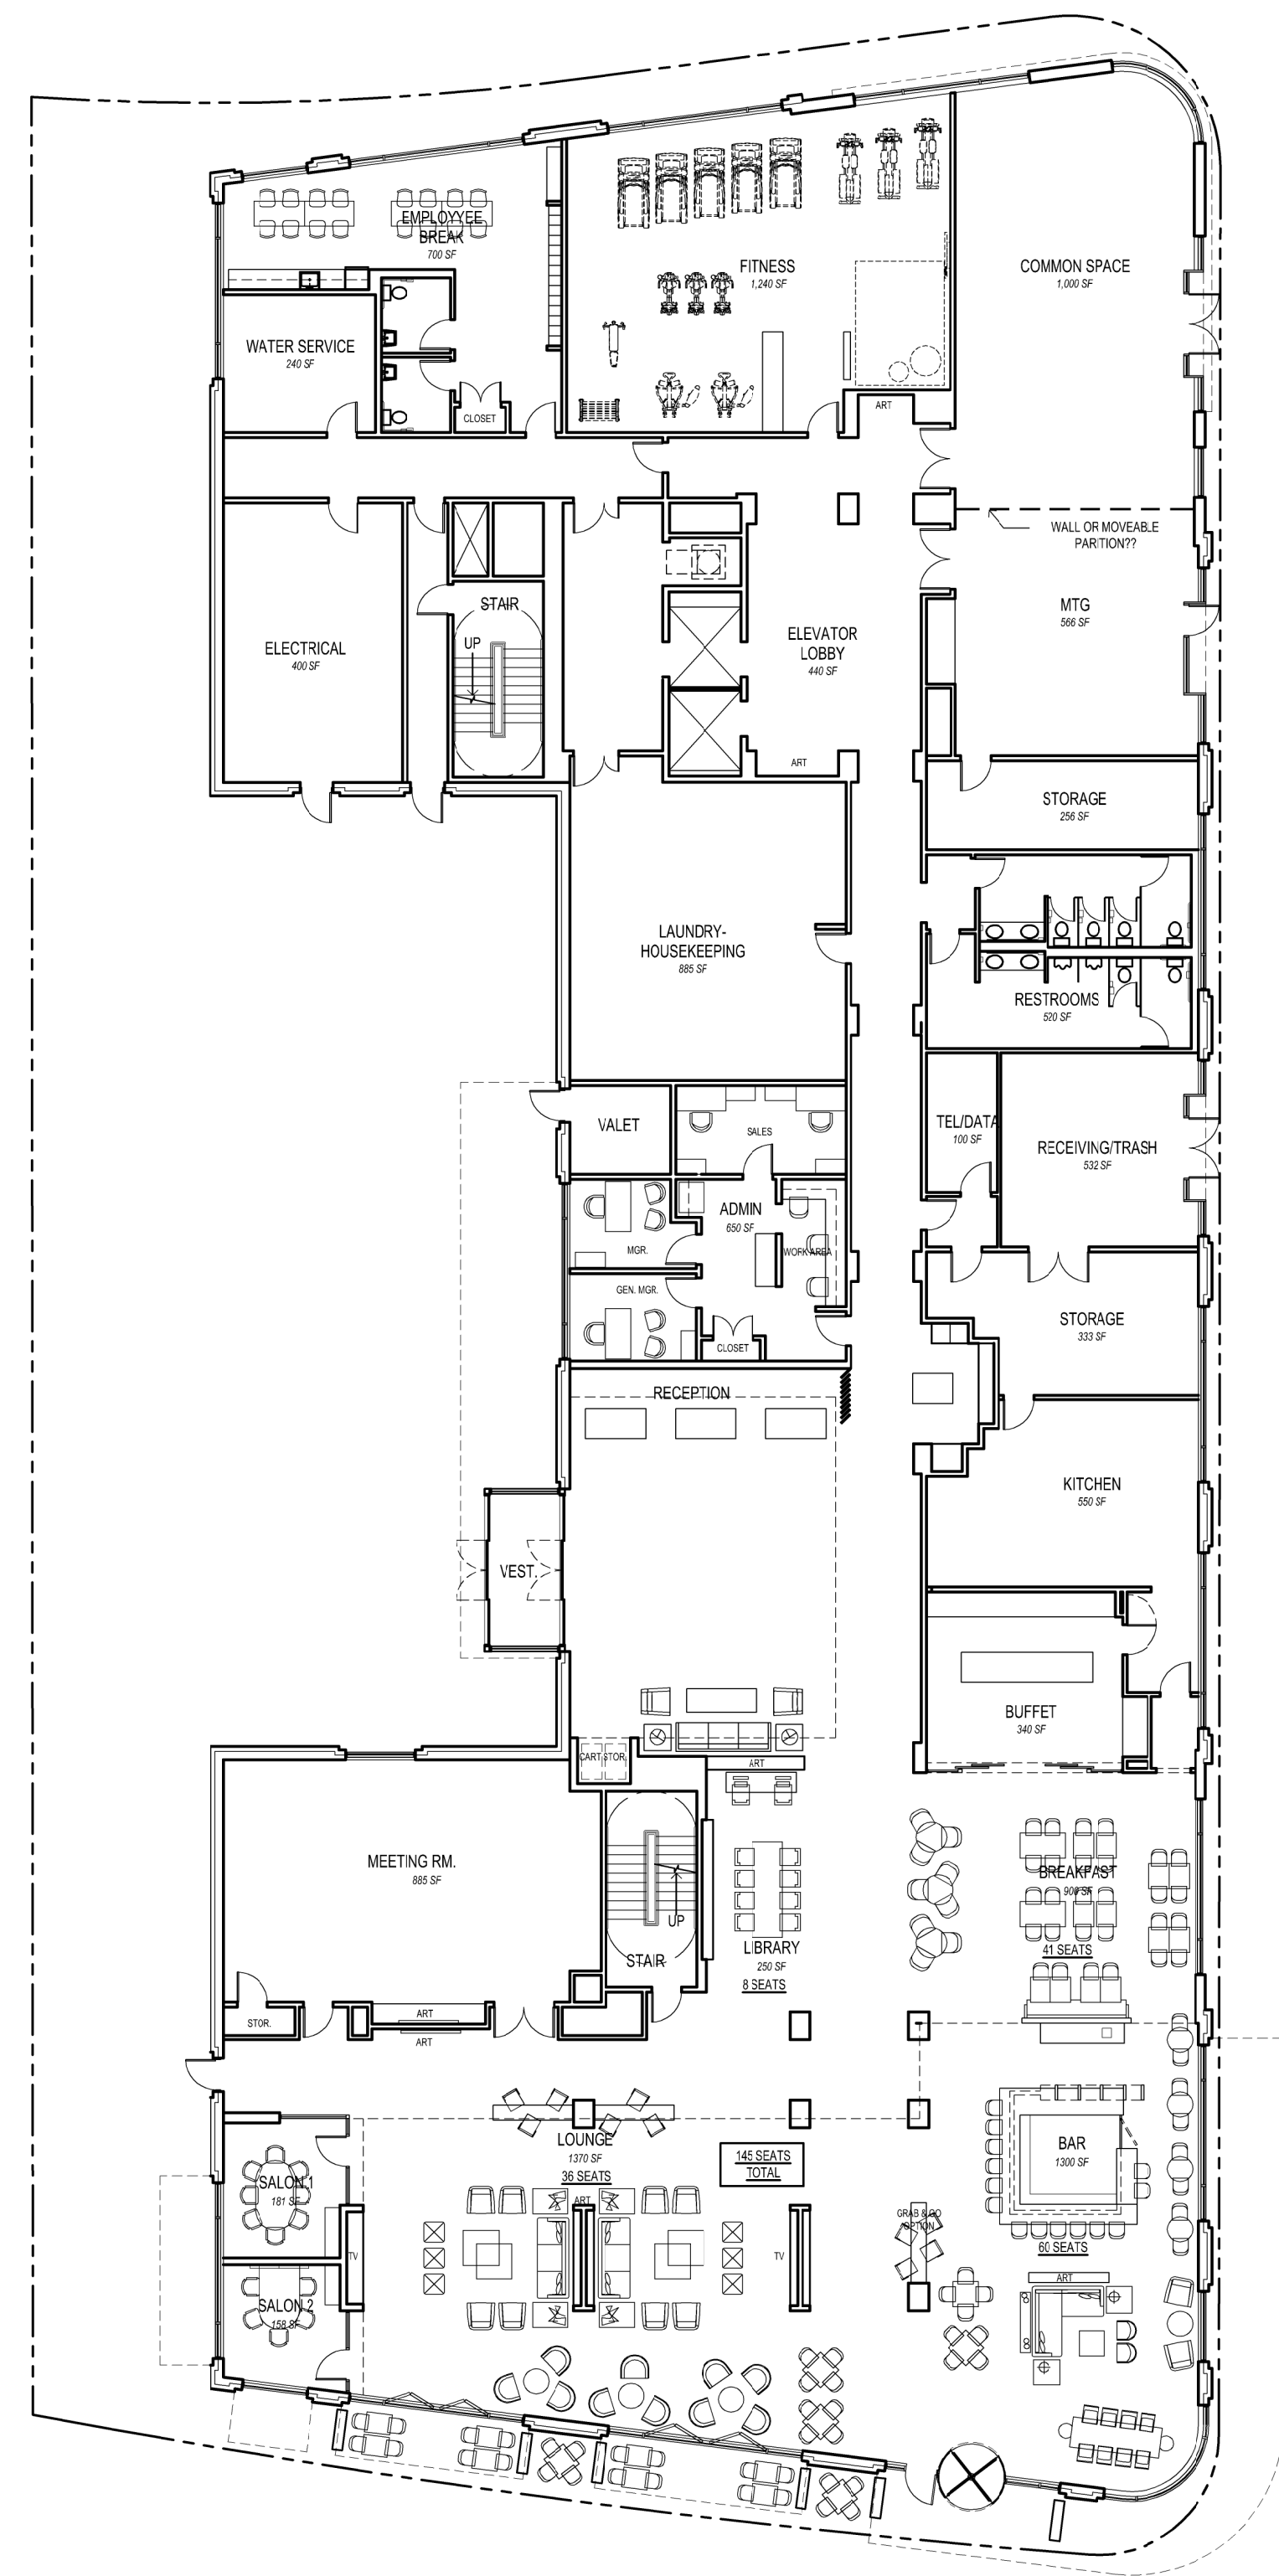 EMPLOYYEE
BREAK
700 SF
FITNESS
1,240 SF
COMMON SPACE
1,000 SF
WATER SERVICE
240 SF
CLOSET
ART
WALL OR MOVEABLE
PARITION??
STAIR
UP
ELECTRICAL
400 SF
ELEVATOR
LOBBY
440 SF
MTG
566 SF
ART
STORAGE
256 SF
LAUNDRY-
HOUSEKEEPING
885 SF
RESTROOMS
520 SF
VALET
SALES
TEL/DATA
100 SF
RECEIVING/TRASH
532 SF
ADMIN
650 SF
MGR.
WORK AREA
GEN. MGR.
CLOSET
STORAGE
333 SF
RECEPTION
KITCHEN
550 SF
VEST.
BUFFET
340 SF
CART STOR.
ART
MEETING RM.
885 SF
UP
STAIR
LIBRARY
250 SF
8 SEATS
BREAKFAST
900 SF
41 SEATS
STOR.
ART
ART
LOUNGE
1370 SF
36 SEATS
145 SEATS
TOTAL
BAR
1300 SF
60 SEATS
SALON 1
181 SF
ART
GRAB & GO
OPTION
TV
TV
ART
SALON 2
158 SF